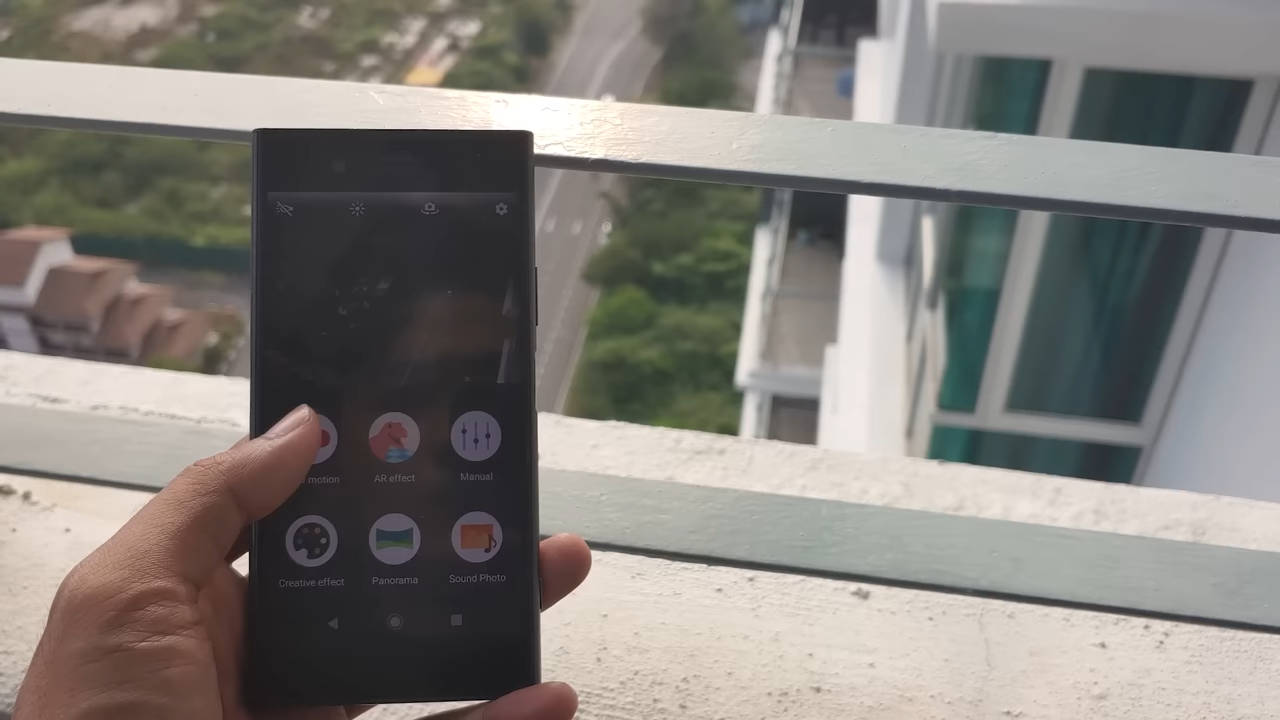 motion
AR effect
Manual
Creative effect
Panorama
Sound Photo